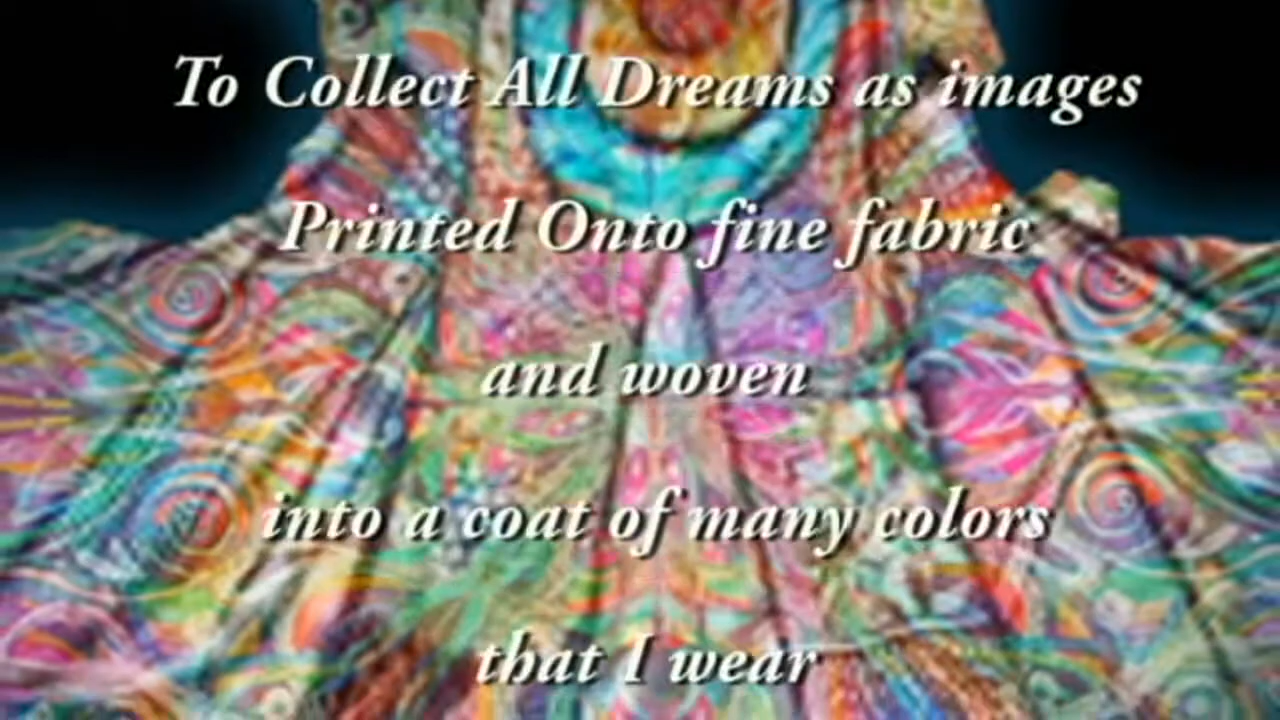 To Collect All Dreams as images
Printed Onto fine fabric
and woven
into a coat of many colors
that I wear